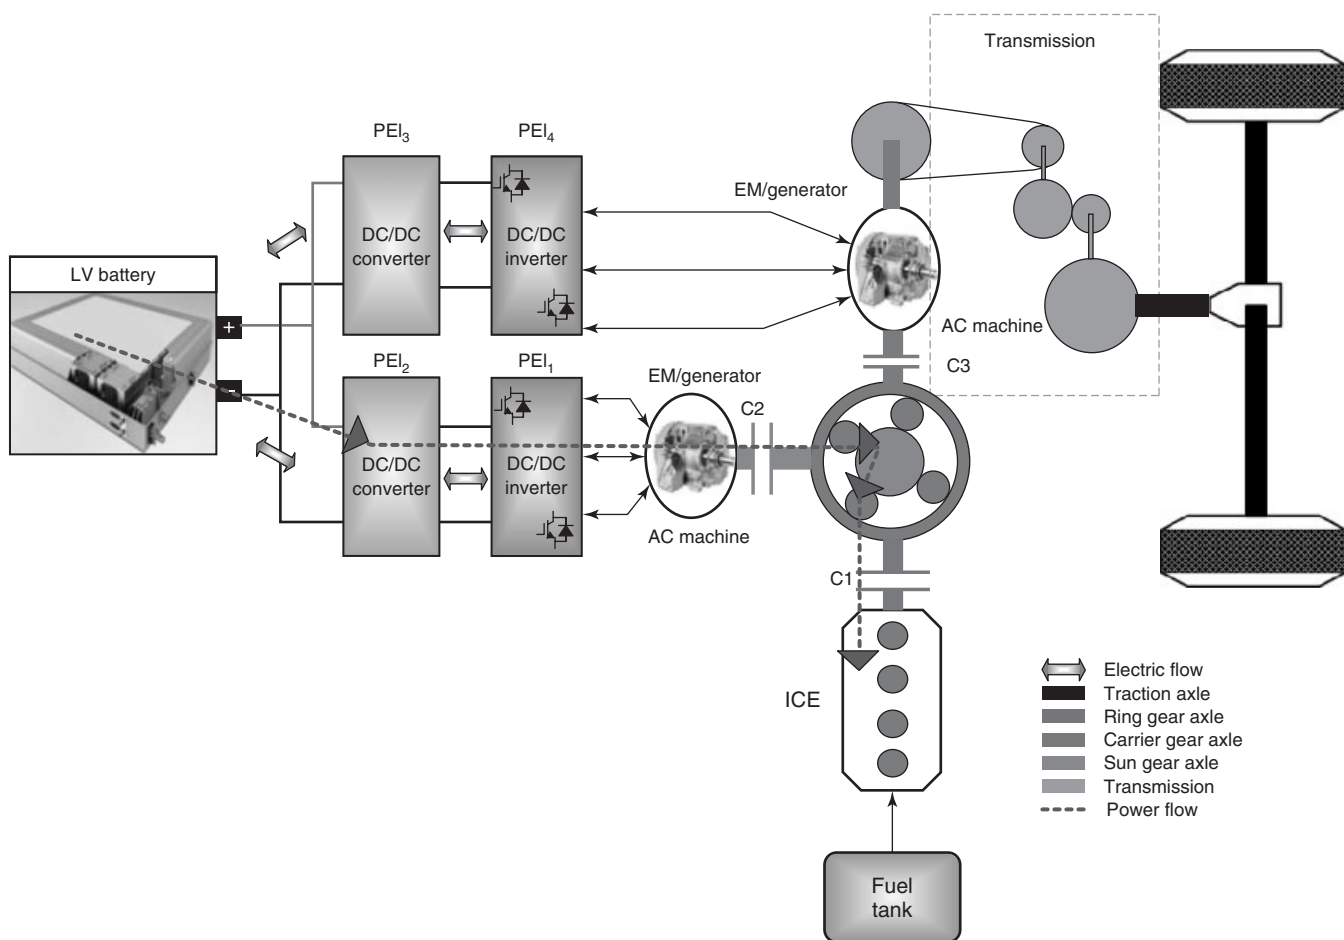 Transmission
PEI3
PEI4
EM/generator
DC/DC
converter
DC/DC
inverter
LV battery
+
-
AC machine
C3
PEI2
PEI1
EM/generator
C2
DC/DC
converter
DC/DC
inverter
AC machine
C1
ICE
Electric flow
Traction axle
Ring gear axle
Carrier gear axle
Sun gear axle
Transmission
Power flow
Fuel
tank